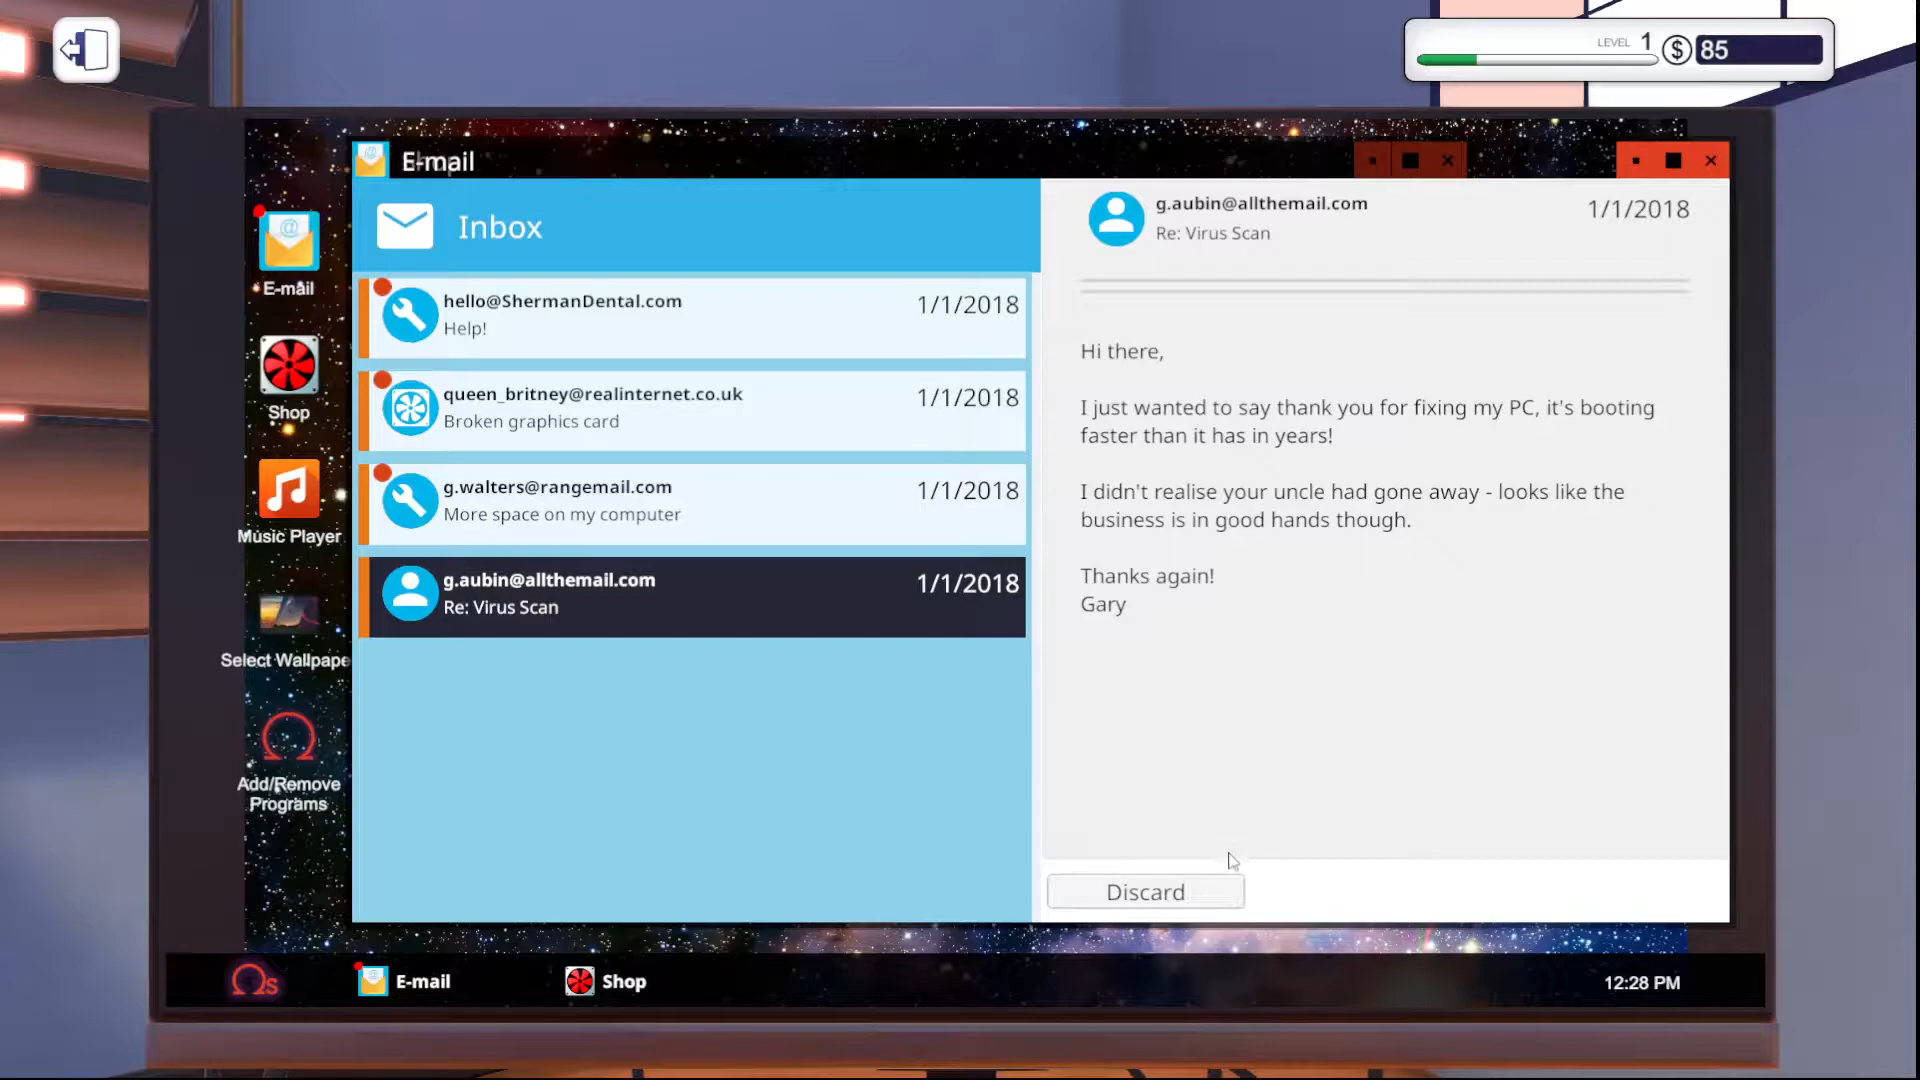 LEVEL 1
$ 85
E-mail
Inbox
hello@ShermanDental.com
1/1/2018
Help!
queen_britney@realinternet.co.uk
1/1/2018
Broken graphics card
g.walters@rangemail.com
1/1/2018
More space on my computer
g.aubin@allthemail.com
1/1/2018
Re: Virus Scan
g.aubin@allthemail.com
1/1/2018
Re: Virus Scan
Hi there,
I just wanted to say thank you for fixing my PC, it's booting
faster than it has in years!
I didn't realise your uncle had gone away - looks like the
business is in good hands though.
Thanks again!
Gary
Discard
E-mail
Shop
Music Player
Select Wallpape
Add/Remove
Programs
Ωs
E-mail
Shop
12:28 PM